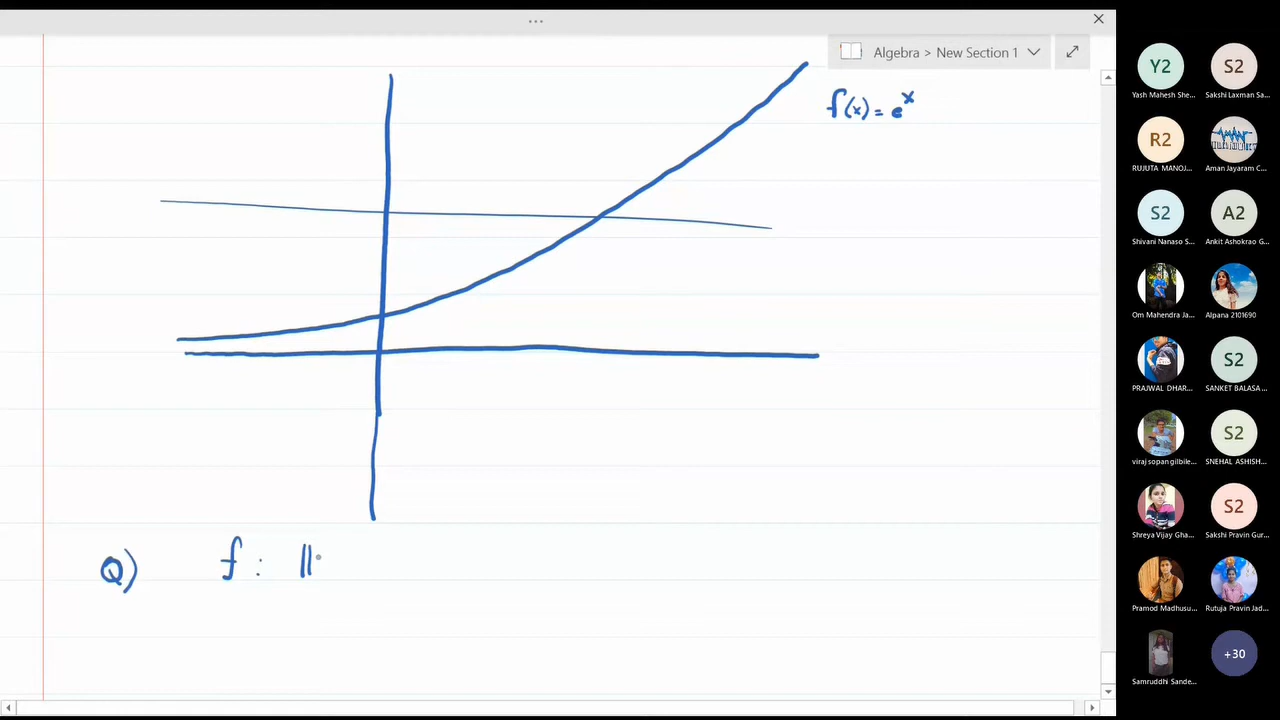 Algebra > New Section 1
f(x) = e^x
Q) f : ||
Y2
Yash Mahesh She...
S2
Sakshi Laxman Sa...
R2
RUJUTA MANOJ...
Aman Jayaram C...
S2
Shivani Nanaso S...
A2
Ankit Ashokrao G...
Om Mahendra Ja...
Alpana 2101690
PRAJWAL DHAR...
S2
SANKET BALASA...
viraj sopan gilbile...
S2
SNEHAL ASHISH...
Shreya Vijay Gha...
S2
Sakshi Pravin Gur...
Pramod Madhusu...
Rutuja Pravin Jad...
Samruddhi Sande...
+30